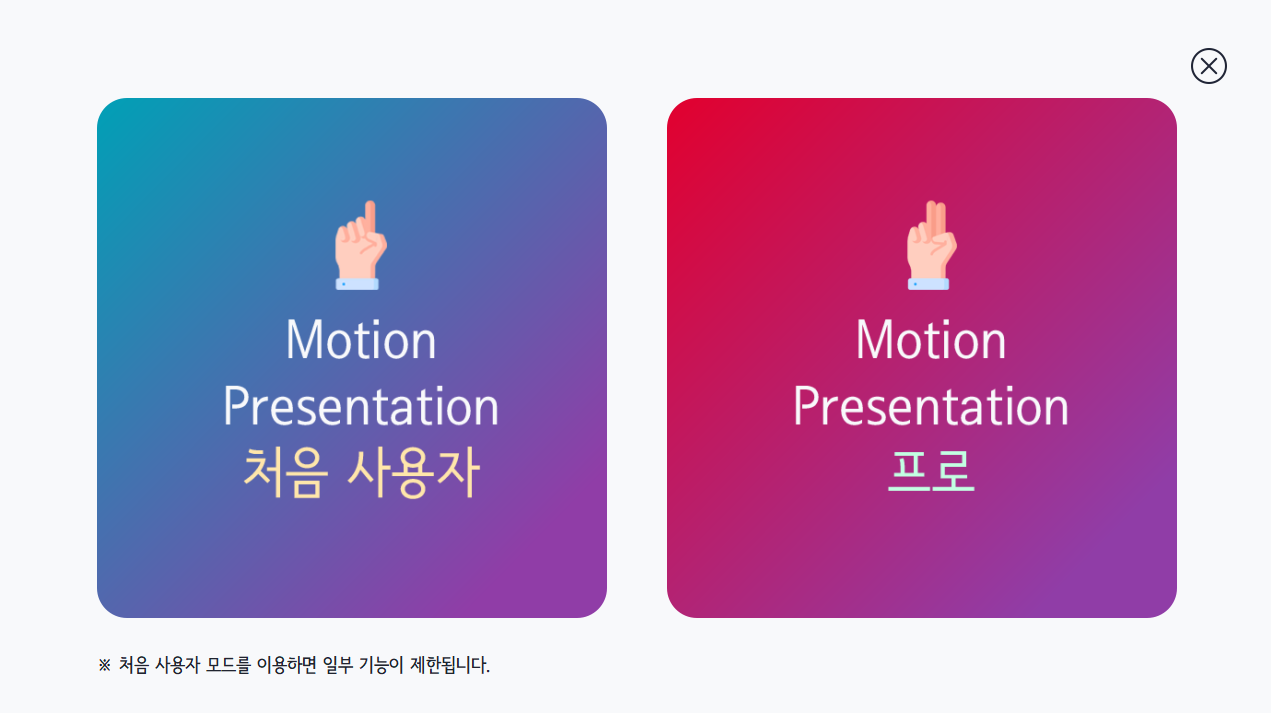 Motion
Presentation
처음 사용자
Motion
Presentation
프로
※ 처음 사용자 모드를 이용하면 일부 기능이 제한됩니다.